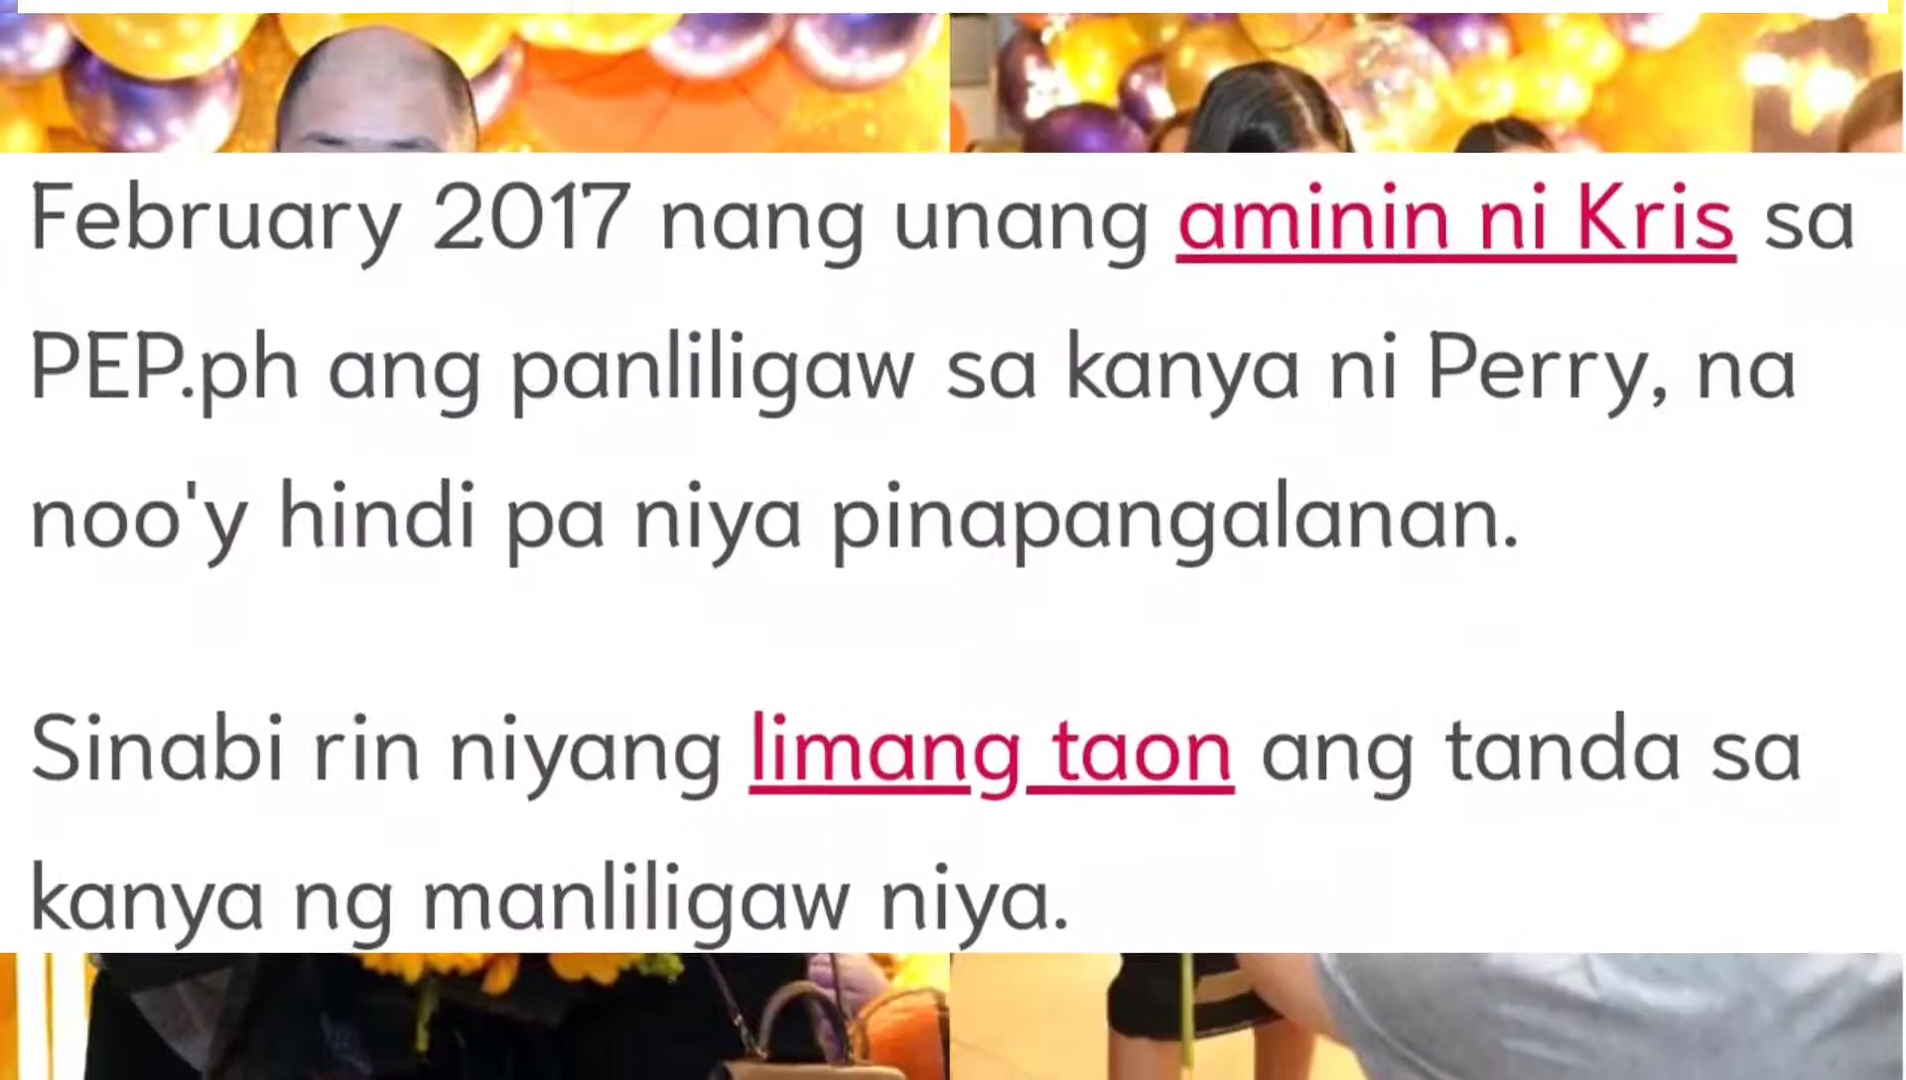 February 2017 nang unang aminin ni Kris sa
PEP.ph ang panliligaw sa kanya ni Perry, na
noo'y hindi pa niya pinapangalanan.
Sinabi rin niyang limang taon ang tanda sa
kanya ng manliligaw niya.